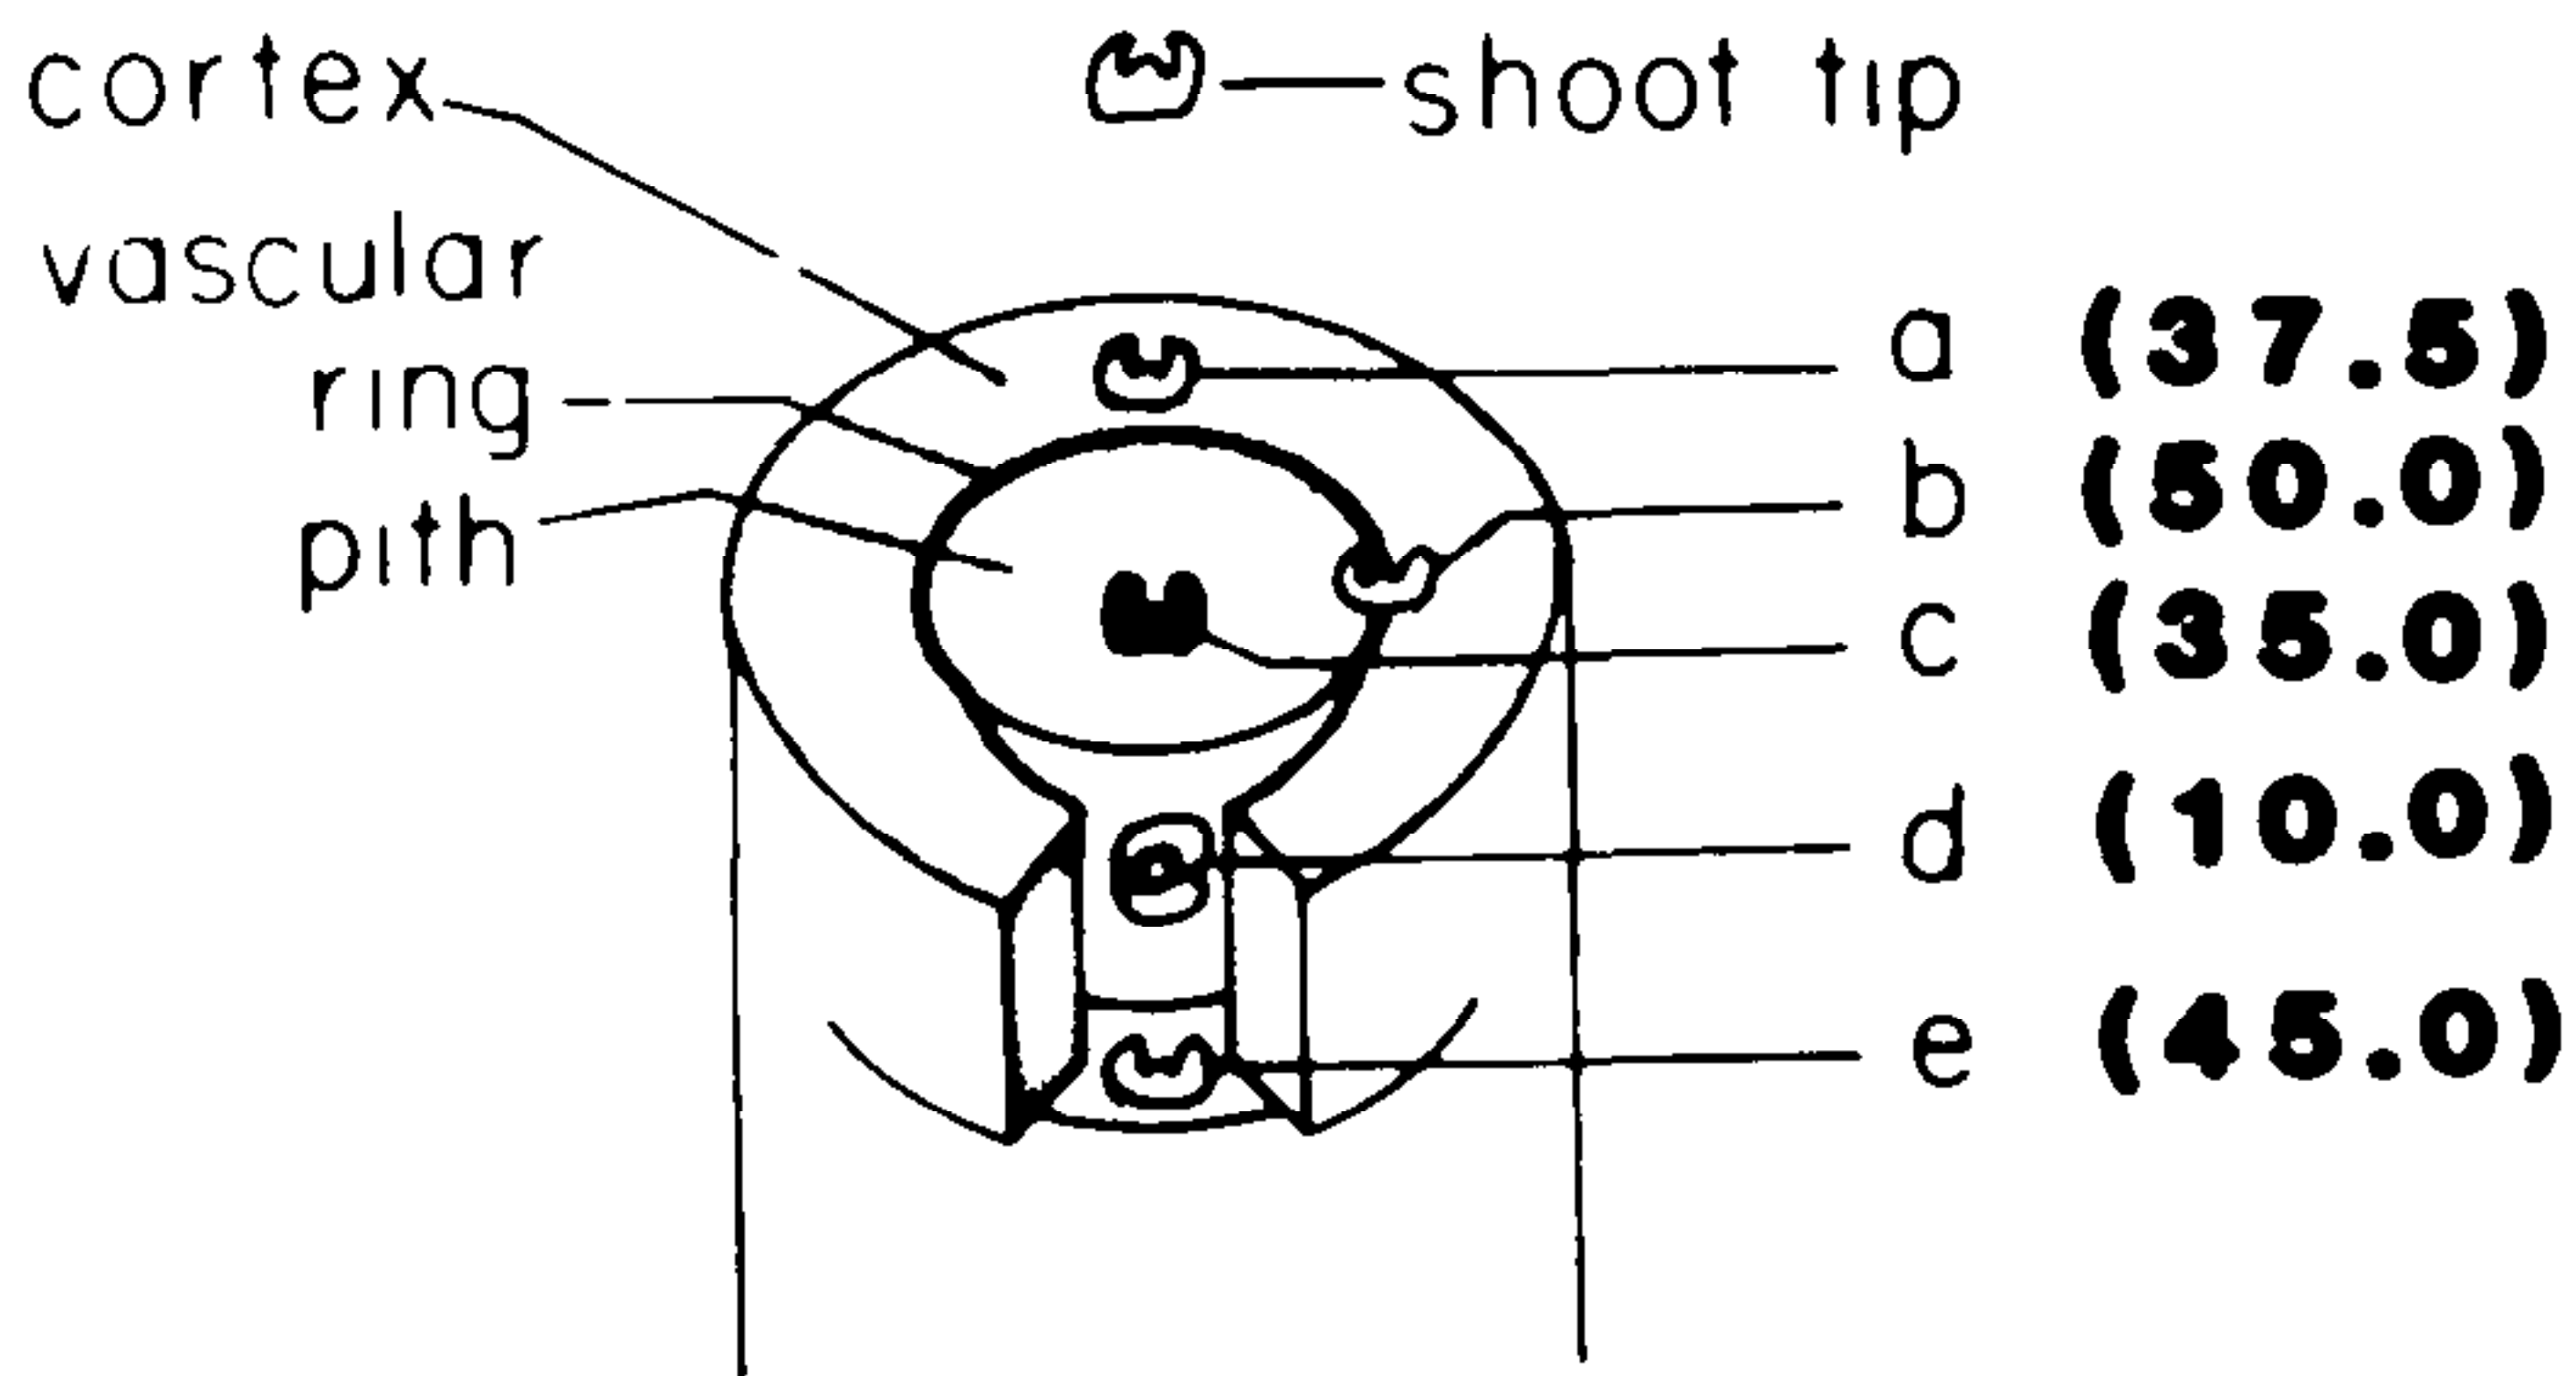 cortex
shoot tip
vascular
ring
pith
a (37.5)
b (50.0)
c (35.0)
d (10.0)
e (45.0)